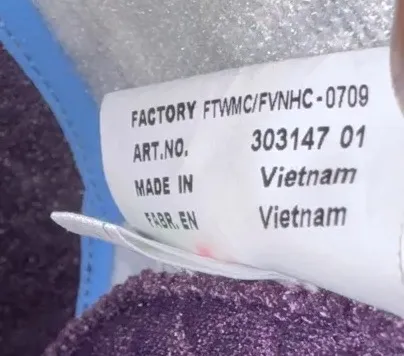 FACTORY FTWMC/FVNHC-0709
ART.NO. 303147 01
MADE IN Vietnam
FABR. EN Vietnam